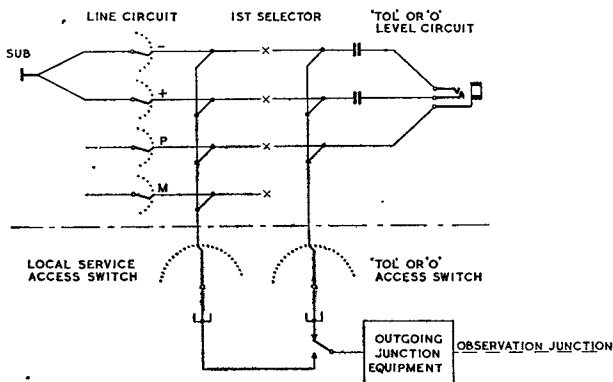 LINE CIRCUIT
1ST SELECTOR
'TOL' OR 'O'
LEVEL CIRCUIT
SUB
−
+
P
M
LOCAL SERVICE
ACCESS SWITCH
'TOL' OR 'O'
ACCESS SWITCH
OUTGOING
JUNCTION
EQUIPMENT
OBSERVATION JUNCTION